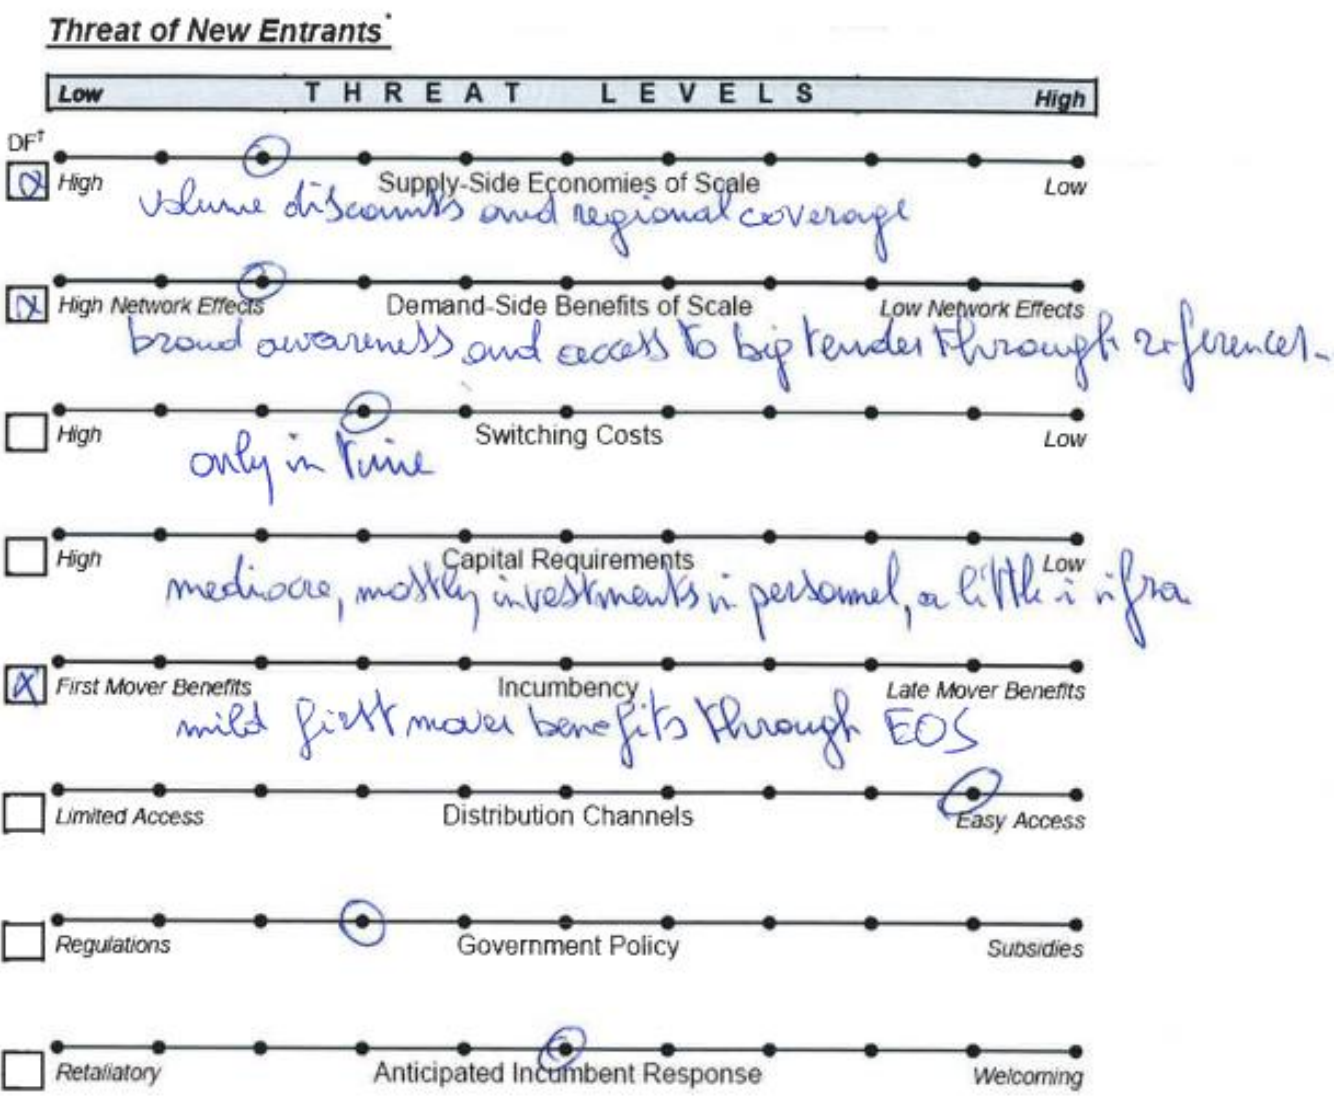 Threat of New Entrants*
Low THREAT LEVELS High
DF†
High Supply-Side Economies of Scale Low
volume discounts and regional coverage
High Network Effects Demand-Side Benefits of Scale Low Network Effects
brand awareness and access to big tender through references.
High Switching Costs Low
only in time
High Capital Requirements Low
mediocre, mostly investments in personnel, a little i infra
First Mover Benefits Incumbency Late Mover Benefits
mild first mover benefits through EOS
Limited Access Distribution Channels Easy Access
Regulations Government Policy Subsidies
Retaliatory Anticipated Incumbent Response Welcoming